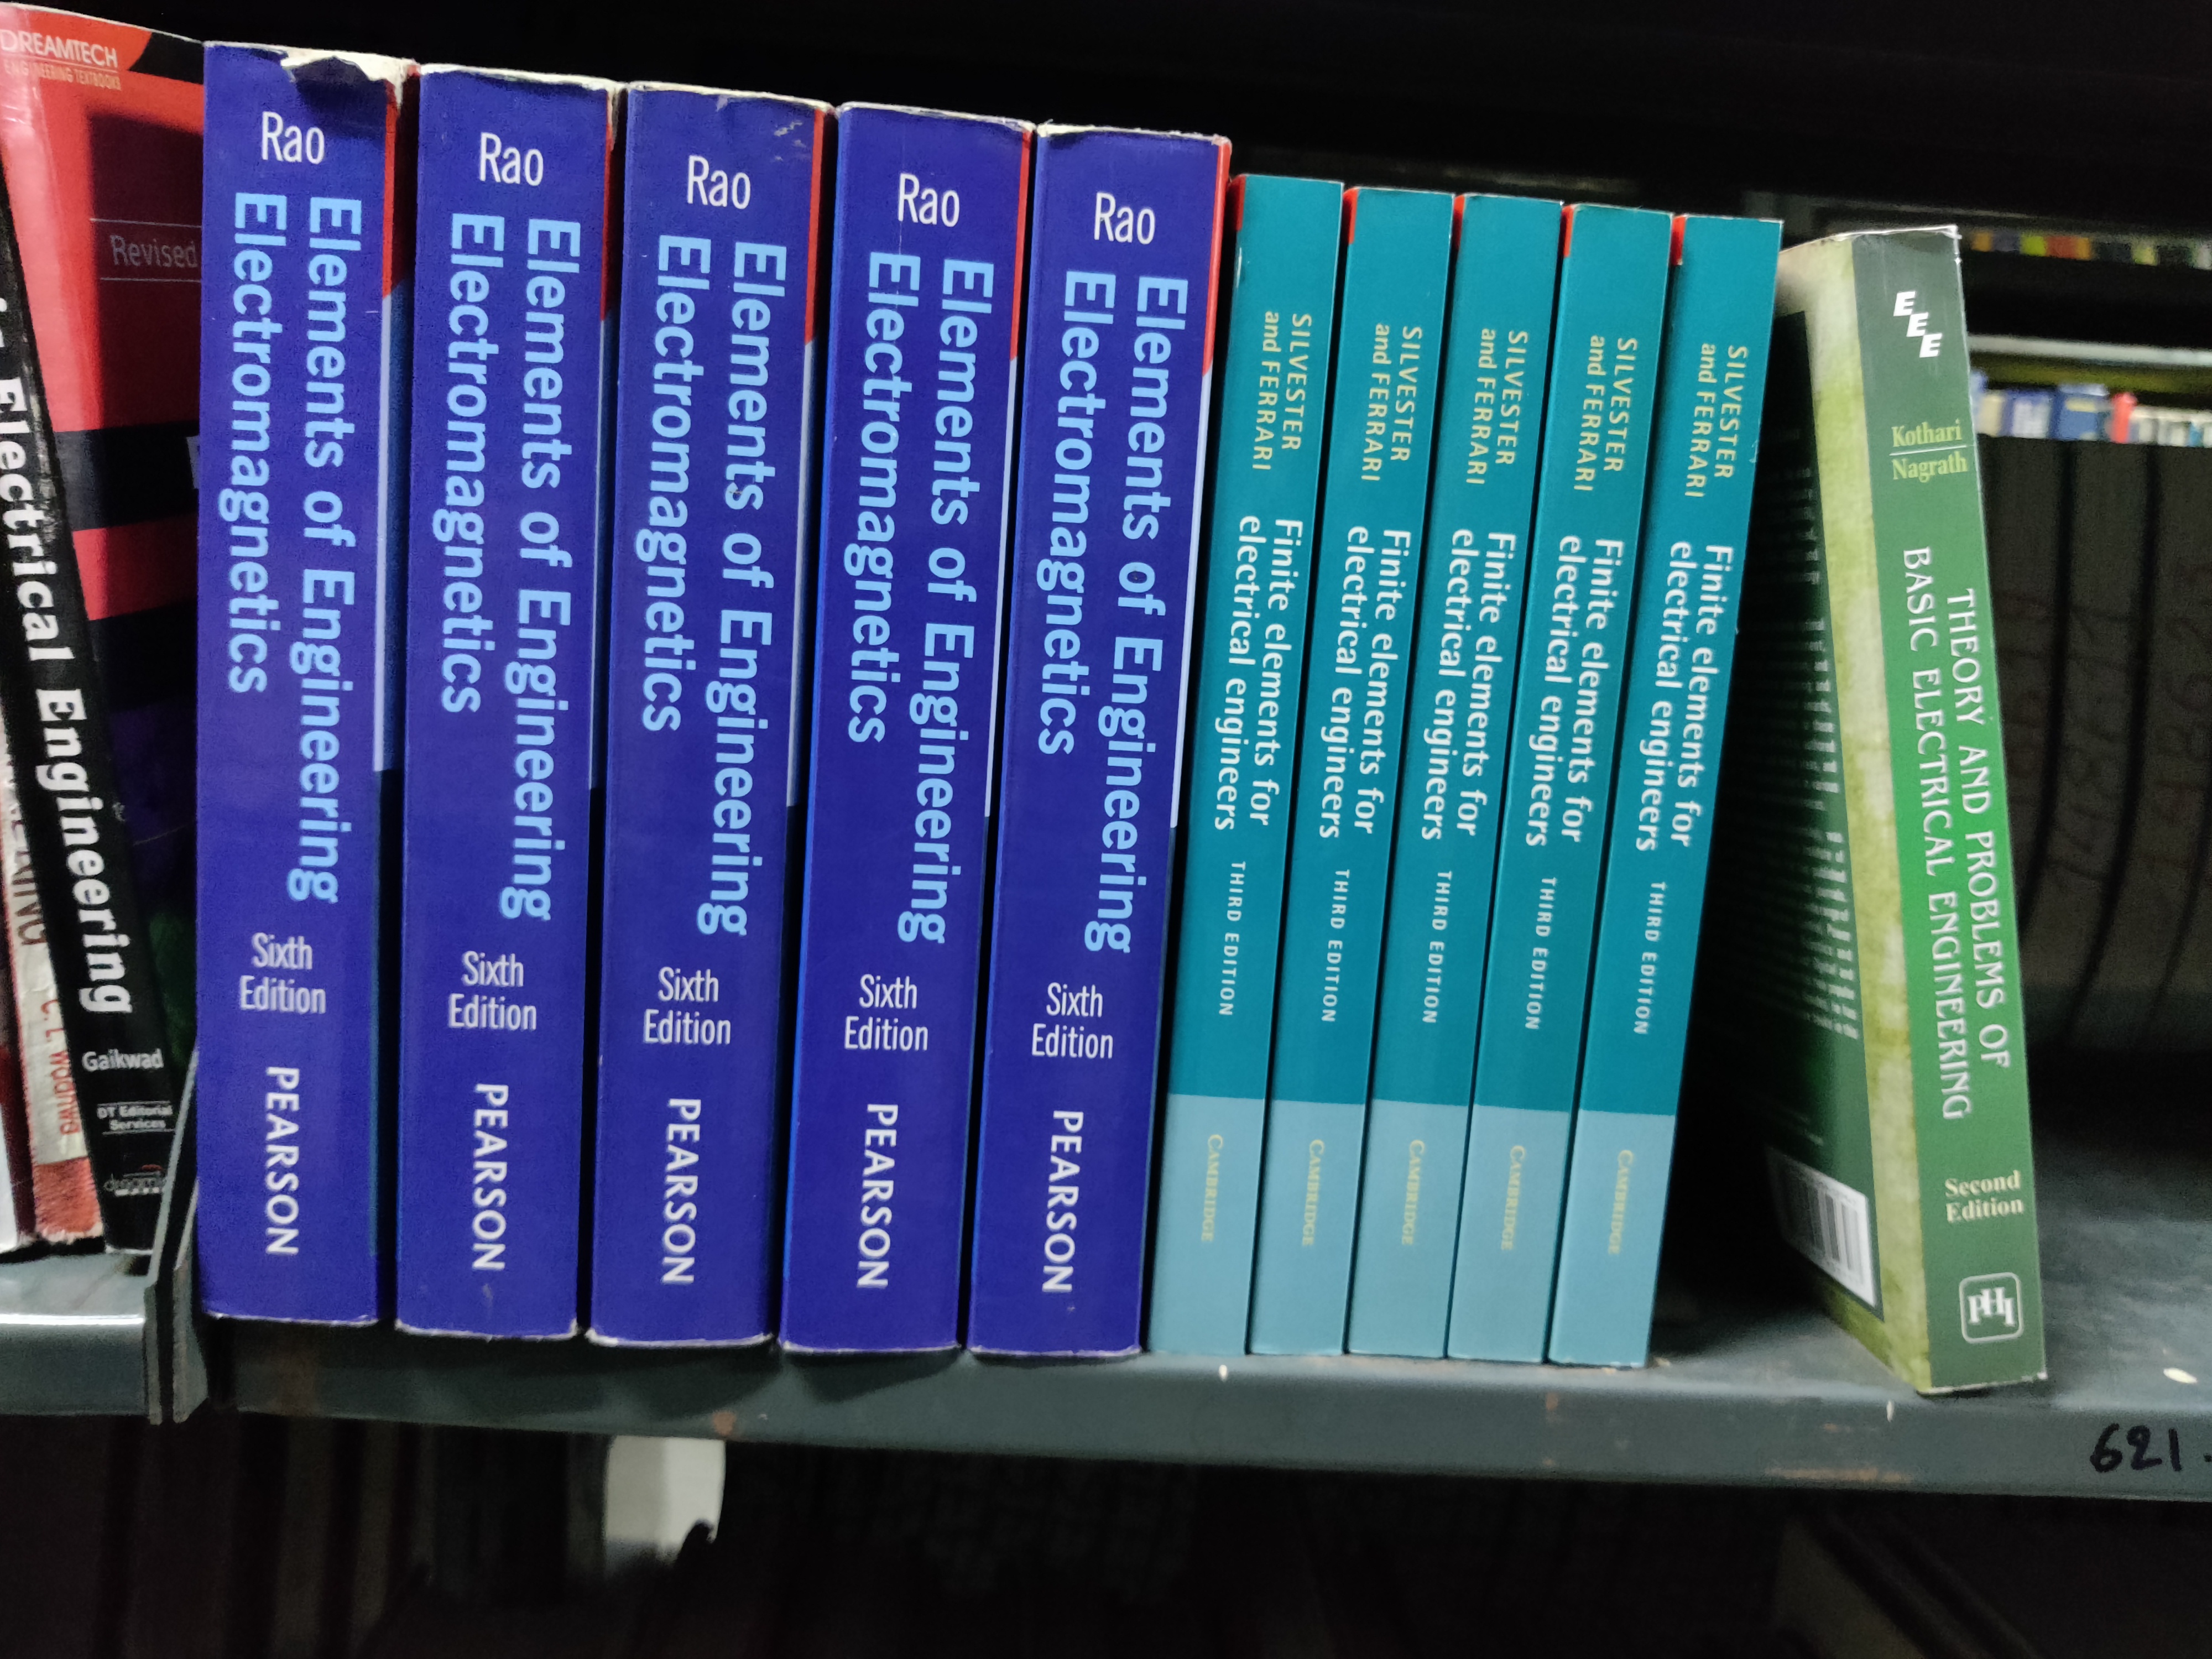 DREAMTECH
ENGINEERING TEXTBOOKS
Revised
Electrical Engineering
Gaikwad
DT Editorial
Services
Rao
Elements of Engineering
Electromagnetics
Sixth
Edition
PEARSON
Rao
Elements of Engineering
Electromagnetics
Sixth
Edition
PEARSON
Rao
Elements of Engineering
Electromagnetics
Sixth
Edition
PEARSON
Rao
Elements of Engineering
Electromagnetics
Sixth
Edition
PEARSON
Rao
Elements of Engineering
Electromagnetics
Sixth
Edition
PEARSON
SILVESTER
and FERRARI
Finite elements for
electrical engineers
THIRD EDITION
CAMBRIDGE
SILVESTER
and FERRARI
Finite elements for
electrical engineers
THIRD EDITION
CAMBRIDGE
SILVESTER
and FERRARI
Finite elements for
electrical engineers
THIRD EDITION
CAMBRIDGE
SILVESTER
and FERRARI
Finite elements for
electrical engineers
THIRD EDITION
CAMBRIDGE
SILVESTER
and FERRARI
Finite elements for
electrical engineers
THIRD EDITION
CAMBRIDGE
EEE
Kothari
Nagrath
THEORY AND PROBLEMS OF
BASIC ELECTRICAL ENGINEERING
Second
Edition
PHI
621.